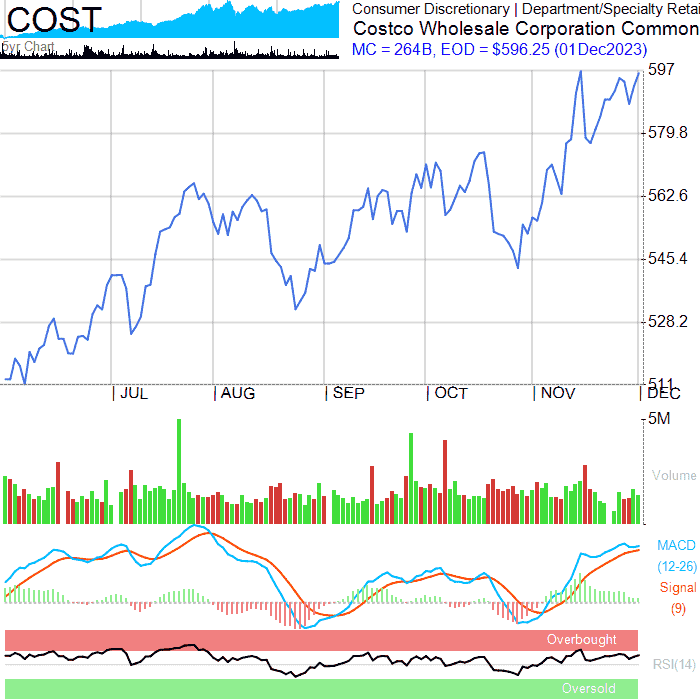 COST
5yr Chart
Consumer Discretionary | Department/Specialty Retai
Costco Wholesale Corporation Common
MC = 264B, EOD = $596.25 (01Dec2023)
597
579.8
562.6
545.4
528.2
511
JUL AUG SEP OCT NOV DEC
5M
Volume
MACD
(12-26)
Signal
(9)
Overbought
RSI(14)
Oversold